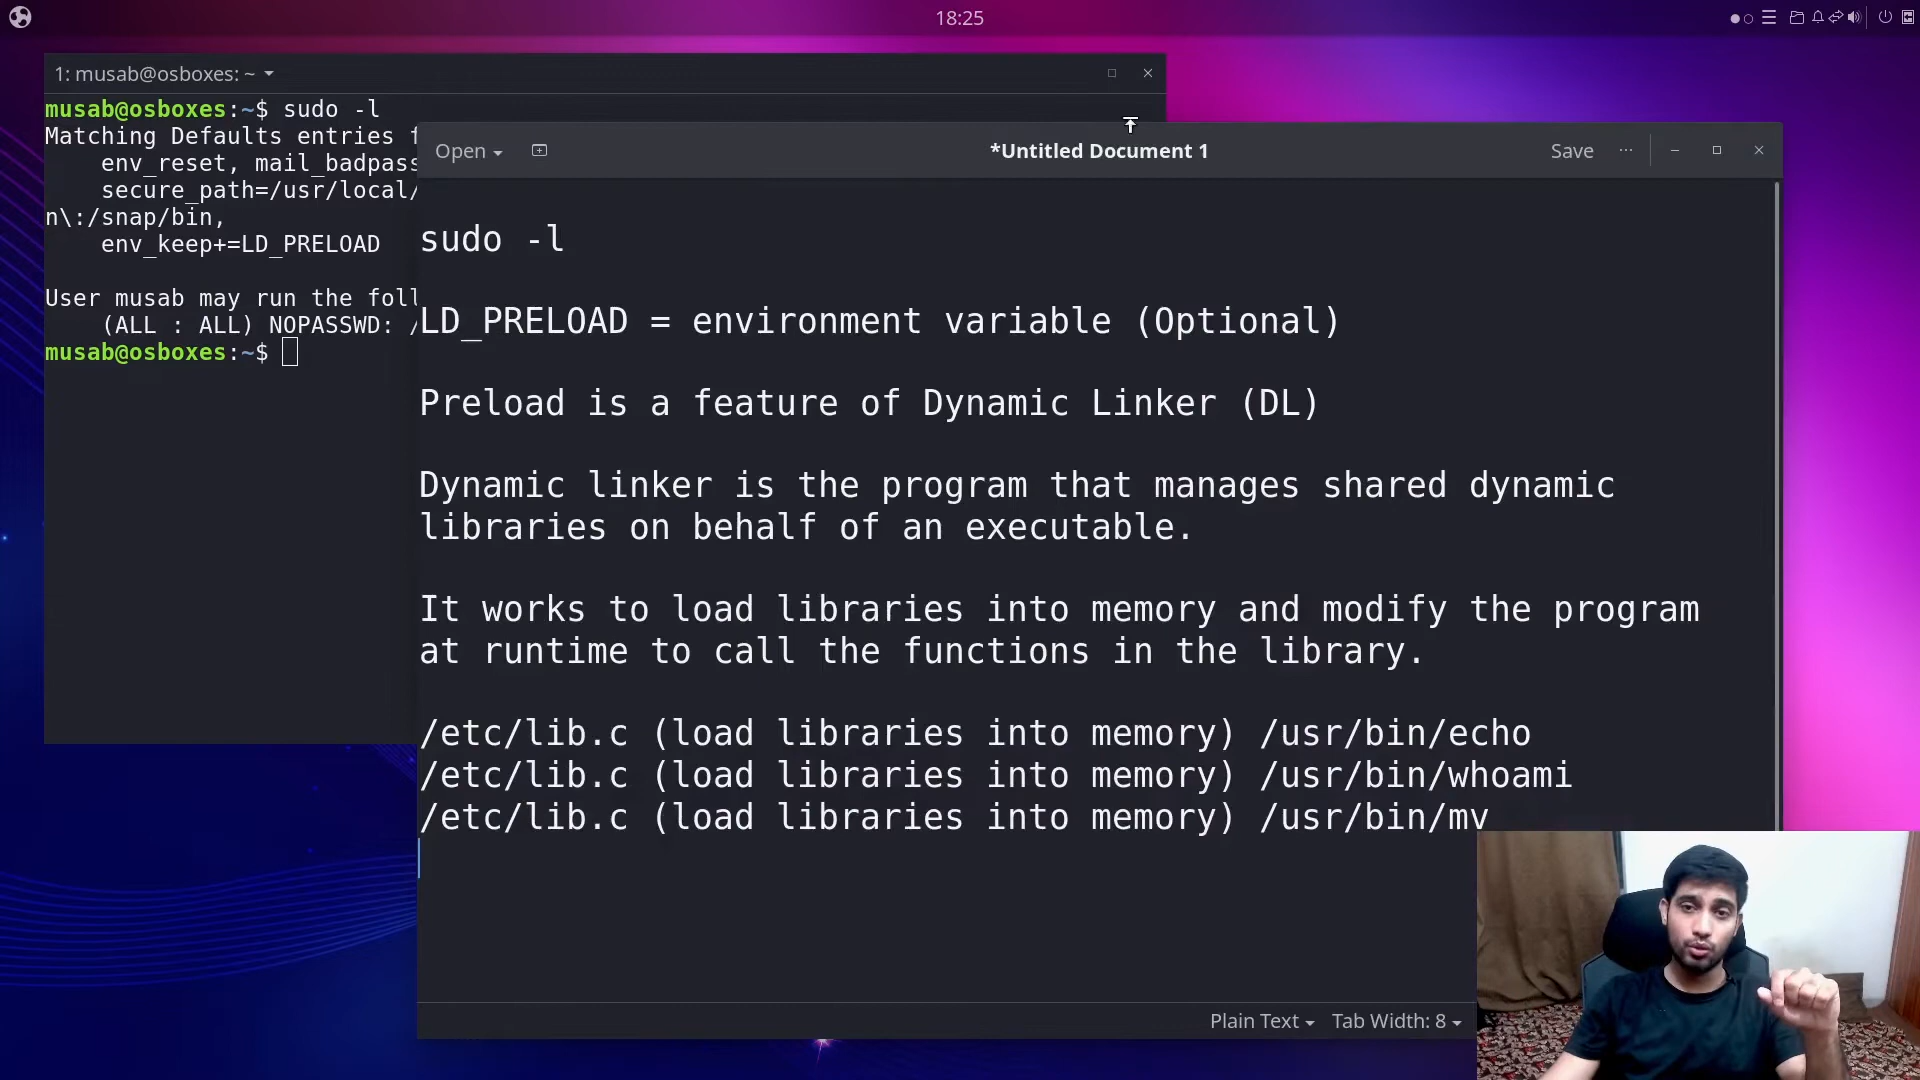 18:25
1: musab@osboxes: ~
musab@osboxes:~$ sudo -l
Matching Defaults entries
env_reset, mail_badpass
secure_path=/usr/local/
n\:/snap/bin,
env_keep+=LD_PRELOAD
User musab may run the
(ALL : ALL) NOPASSWD: /
musab@osboxes:~$
Open
*Untitled Document 1
Save
sudo -l
LD_PRELOAD = environment variable (Optional)
Preload is a feature of Dynamic Linker (DL)
Dynamic linker is the program that manages shared dynamic
libraries on behalf of an executable.
It works to load libraries into memory and modify the program
at runtime to call the functions in the library.
/etc/lib.c (load libraries into memory) /usr/bin/echo
/etc/lib.c (load libraries into memory) /usr/bin/whoami
/etc/lib.c (load libraries into memory) /usr/bin/mv
Plain Text
Tab Width: 8